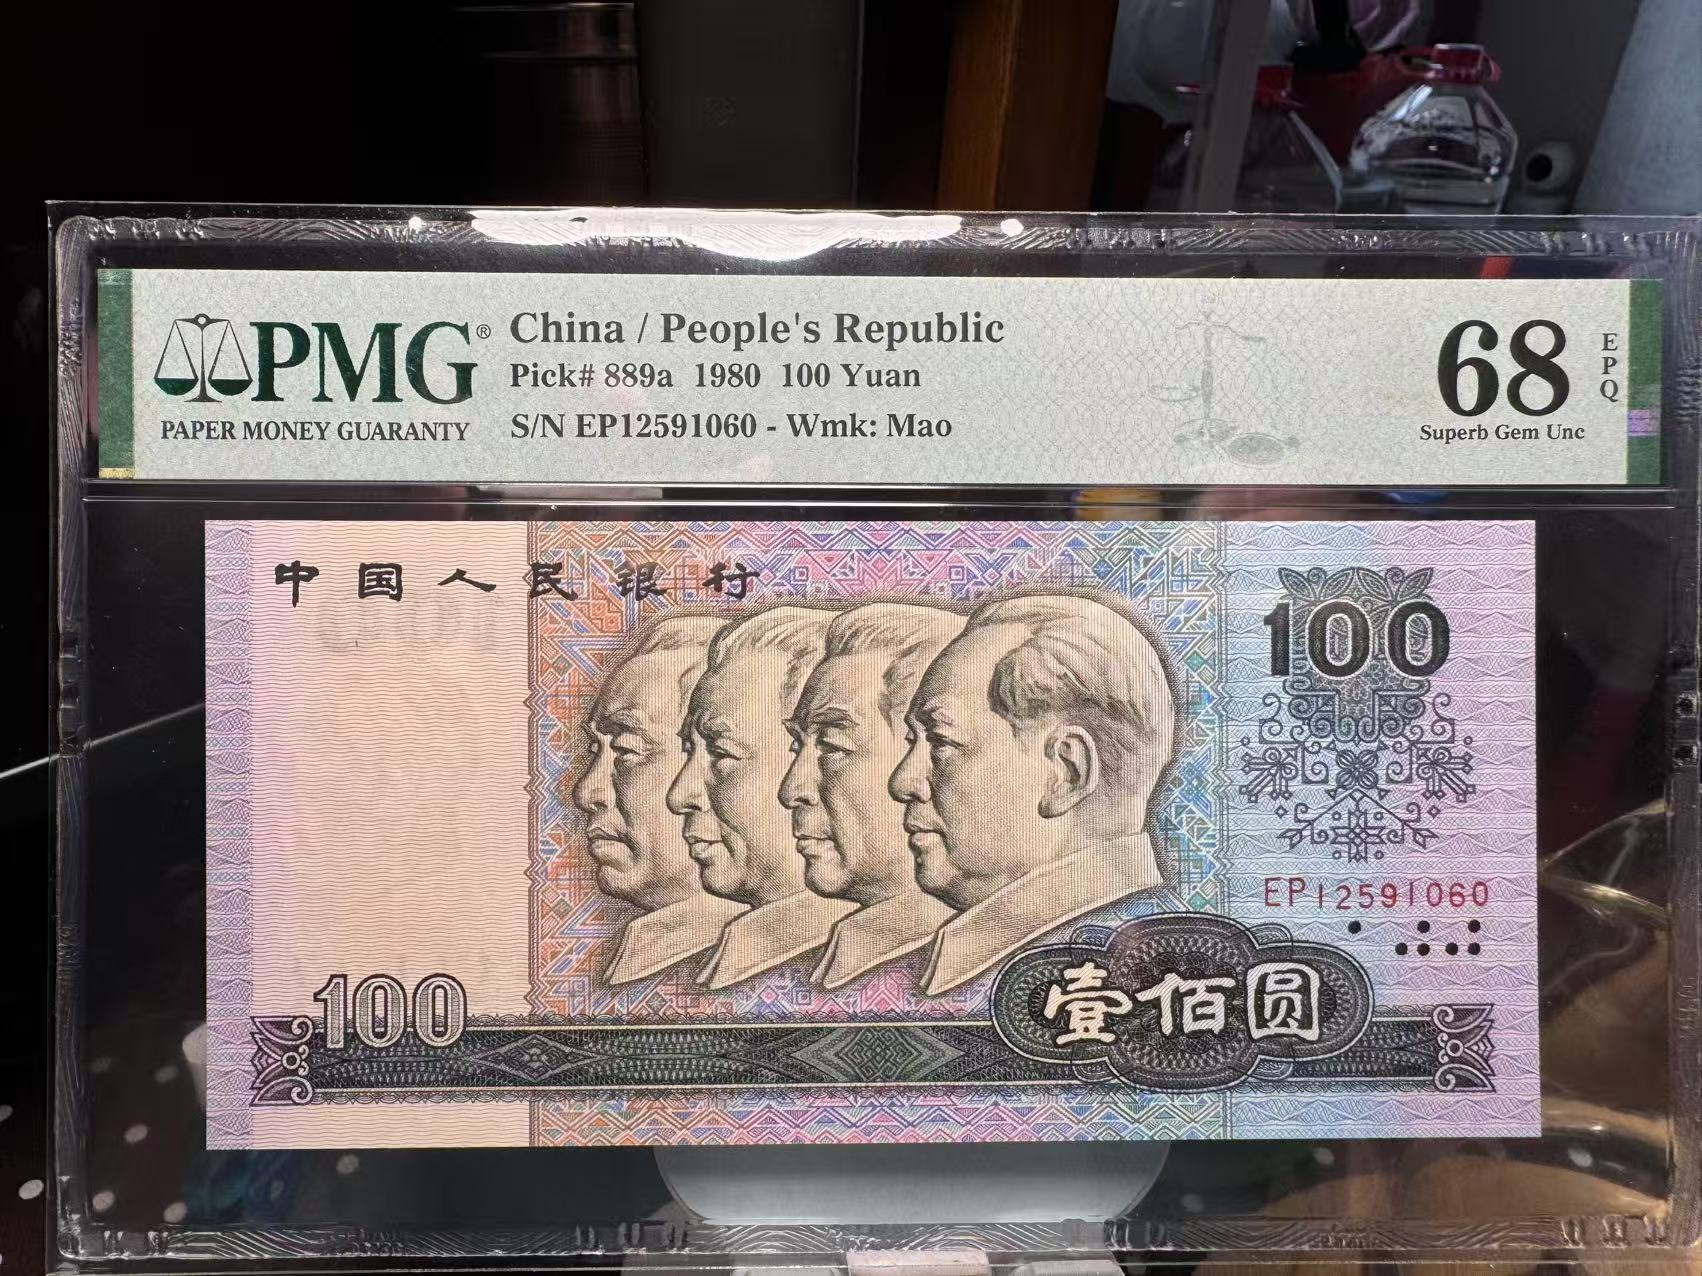 PMG®
PAPER MONEY GUARANTY
China / People's Republic
Pick# 889a 1980 100 Yuan
S/N EP12591060 - Wmk: Mao
68
EPQ
Superb Gem Unc
中国人民银行
100
EP12591060
100
壹佰圆